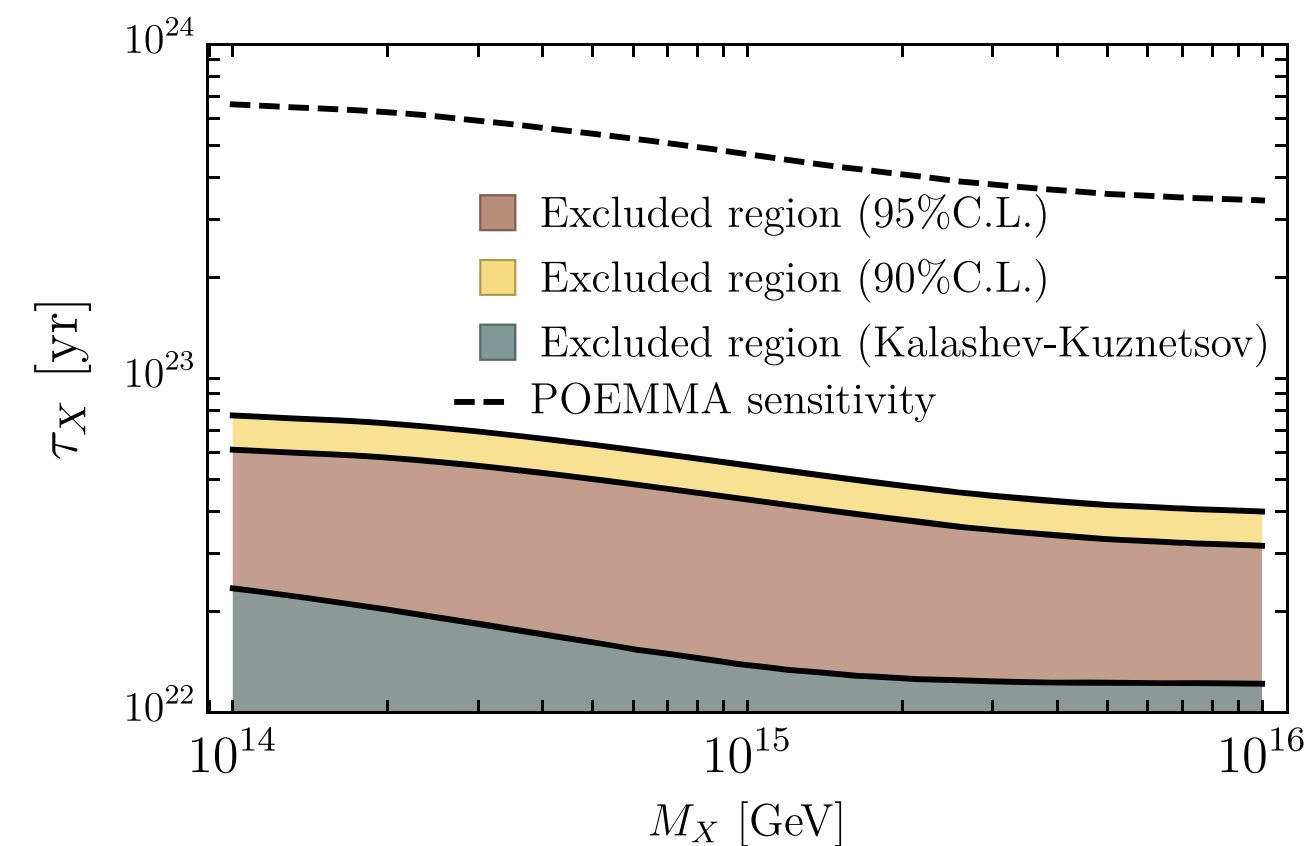 10^24
Excluded region (95%C.L.)
Excluded region (90%C.L.)
Excluded region (Kalashev-Kuznetsov)
POEMMA sensitivity
τ_X [yr]
10^23
10^22
10^14 10^15 10^16
M_X [GeV]